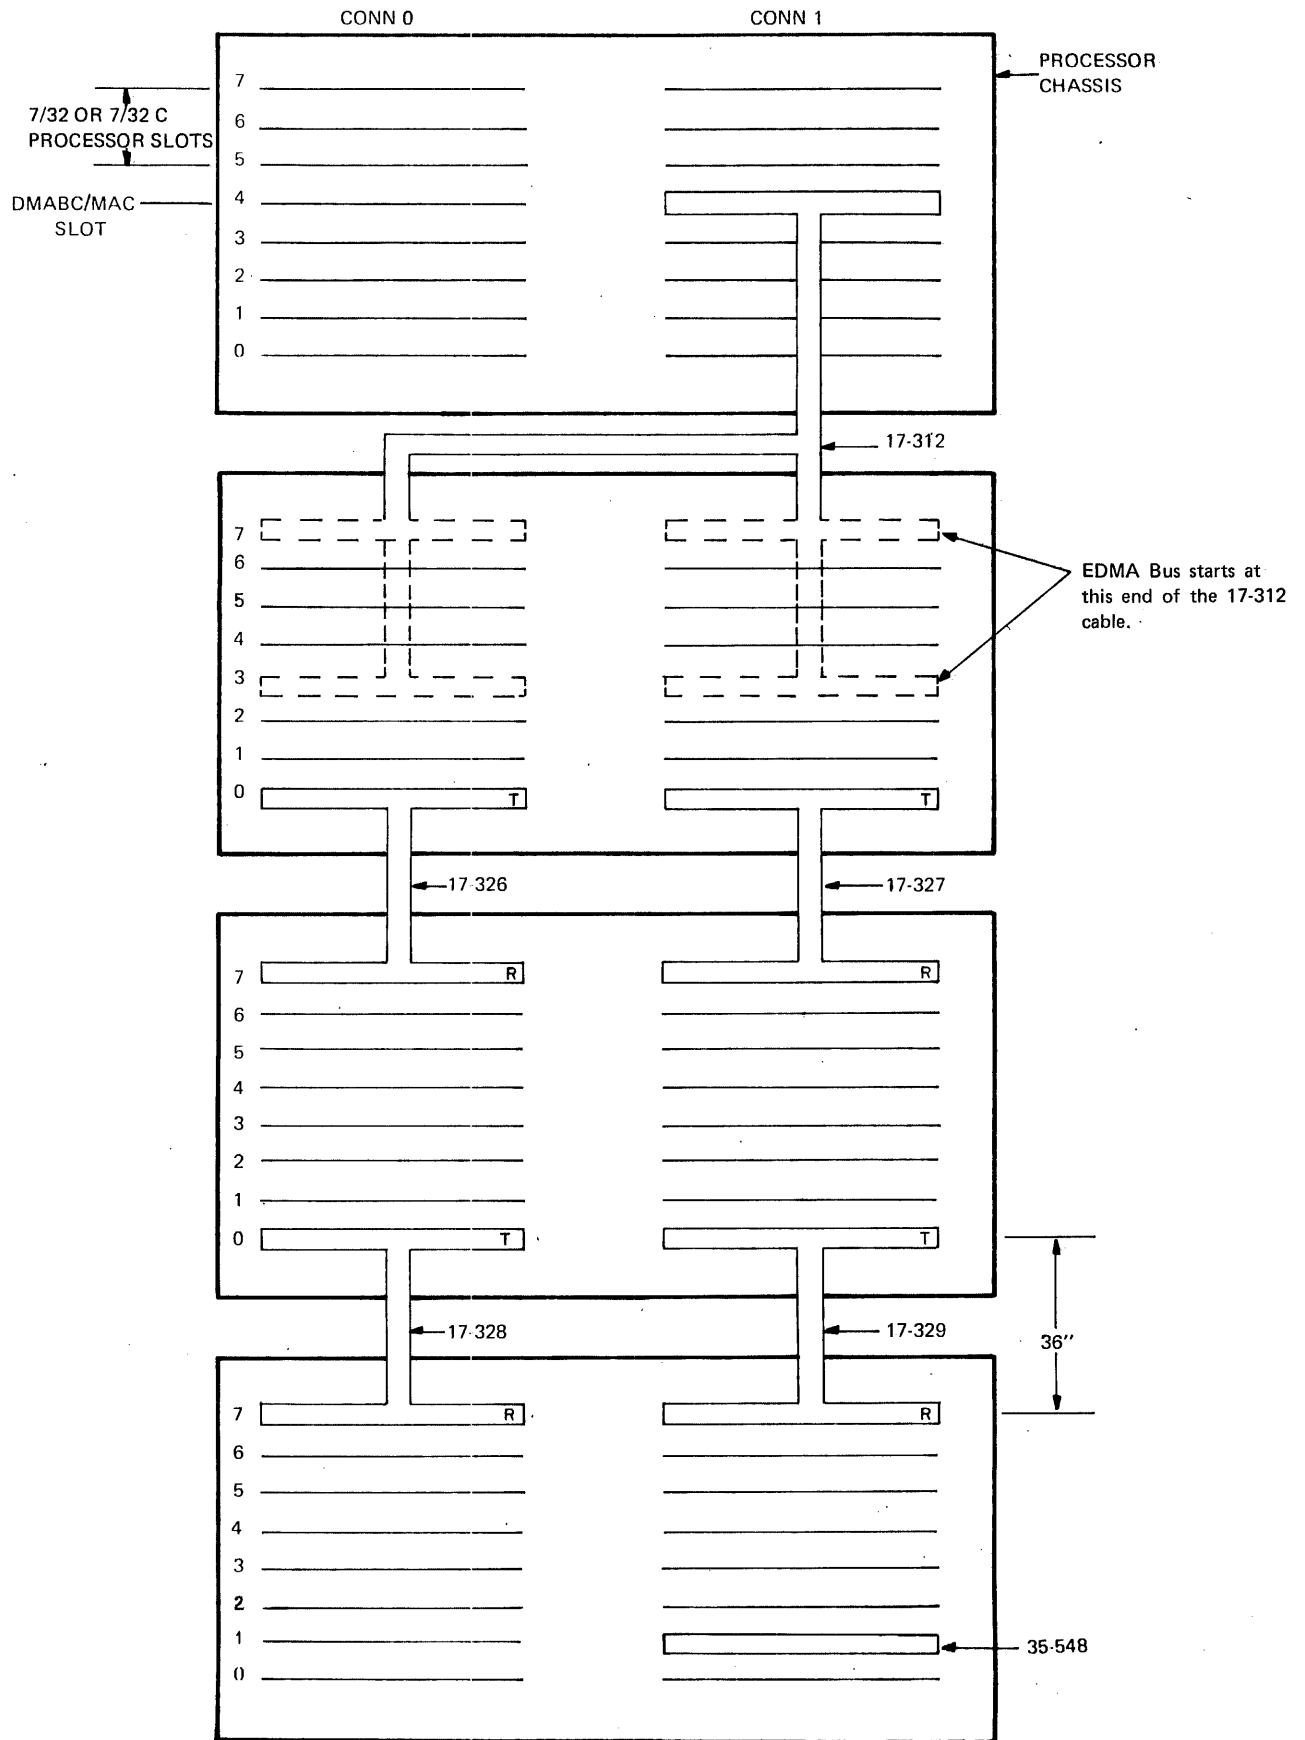 CONN 0
CONN 1
PROCESSOR
CHASSIS
7
7/32 OR 7/32 C
PROCESSOR SLOTS
6
5
DMABC/MAC
SLOT
4
3
2
1
0
17-312
7
6
5
4
3
2
1
0
T
T
EDMA Bus starts at
this end of the 17-312
cable.
17-326
17-327
7
R
R
6
5
4
3
2
1
0
T
T
17-328
17-329
36"
7
R
R
6
5
4
3
2
1
35-548
0